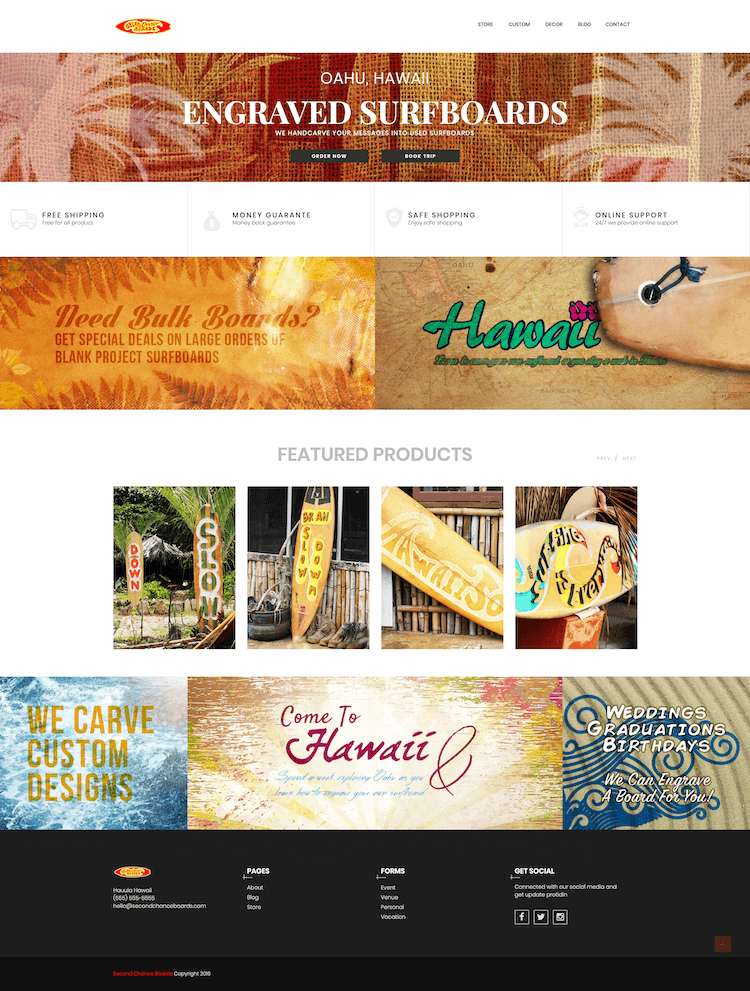 SECOND CHANCE
BOARDS
STORE CUSTOM DECOR BLOG CONTACT
OAHU, HAWAII
ENGRAVED SURFBOARDS
WE HANDCARVE YOUR MESSAGES INTO USED SURFBOARDS
ORDER NOW BOOK TRIP
FREE SHIPPING
Free for all product
MONEY GUARANTE
Money back guarantee
SAFE SHOPPING
Enjoy safe shopping
ONLINE SUPPORT
24/7 we provide online support
Need Bulk Boards?
GET SPECIAL DEALS ON LARGE ORDERS OF
BLANK PROJECT SURFBOARDS
OAHU
Hawaii
FEATURED PRODUCTS
PREV / NEXT
DOWN
SLOW
BRAH
SLOW
DOWN
HAWAII
WE CARVE
CUSTOM
DESIGNS
Come To
Hawaii
Spend a week exploring Oahu as you
learn how to engrave your own surfboard
WEDDINGS
GRADUATIONS
BIRTHDAYS
We Can Engrave
A Board For You!
Hauula Hawaii
(555) 555-5555
hello@secondchanceboards.com
PAGES
About
Blog
Store
FORMS
Event
Venue
Personal
Vacation
GET SOCIAL
Connected with our social media and
get update protidin
Second Chance Boards Copyright 2016